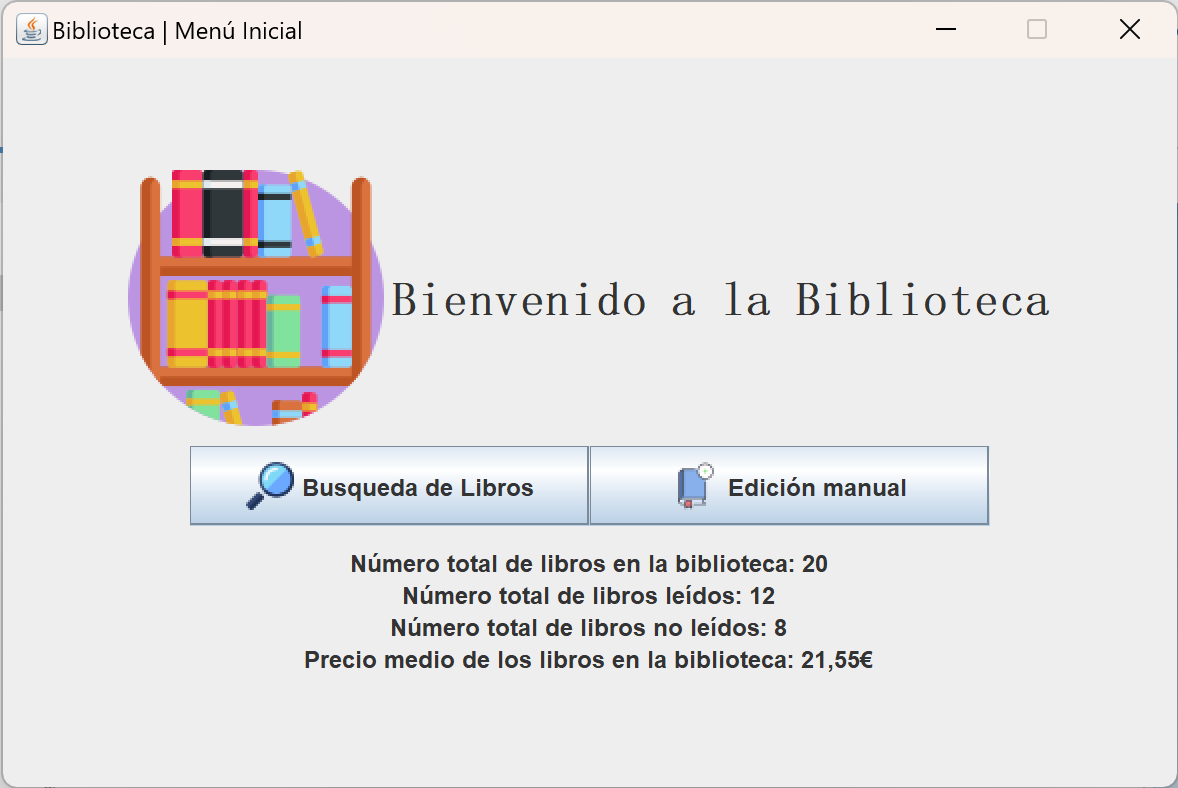 Biblioteca | Menú Inicial
Bienvenido a la Biblioteca
Busqueda de Libros
Edición manual
Número total de libros en la biblioteca: 20
Número total de libros leídos: 12
Número total de libros no leídos: 8
Precio medio de los libros en la biblioteca: 21,55€